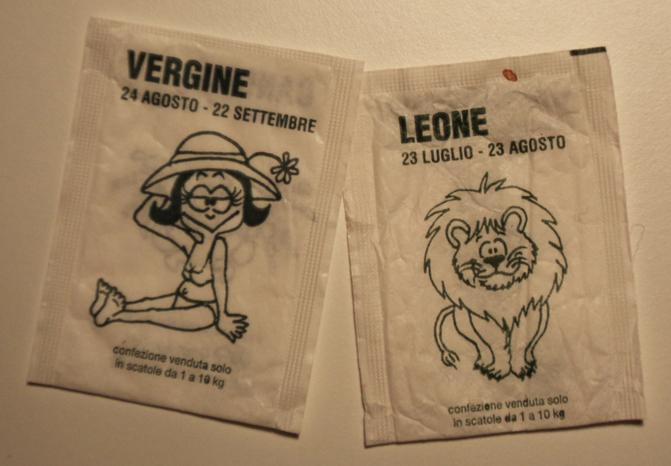 VERGINE
24 AGOSTO - 22 SETTEMBRE
confezione venduta solo
in scatole da 1 a 10 kg
LEONE
23 LUGLIO - 23 AGOSTO
confezione venduta solo
in scatole da 1 a 10 kg